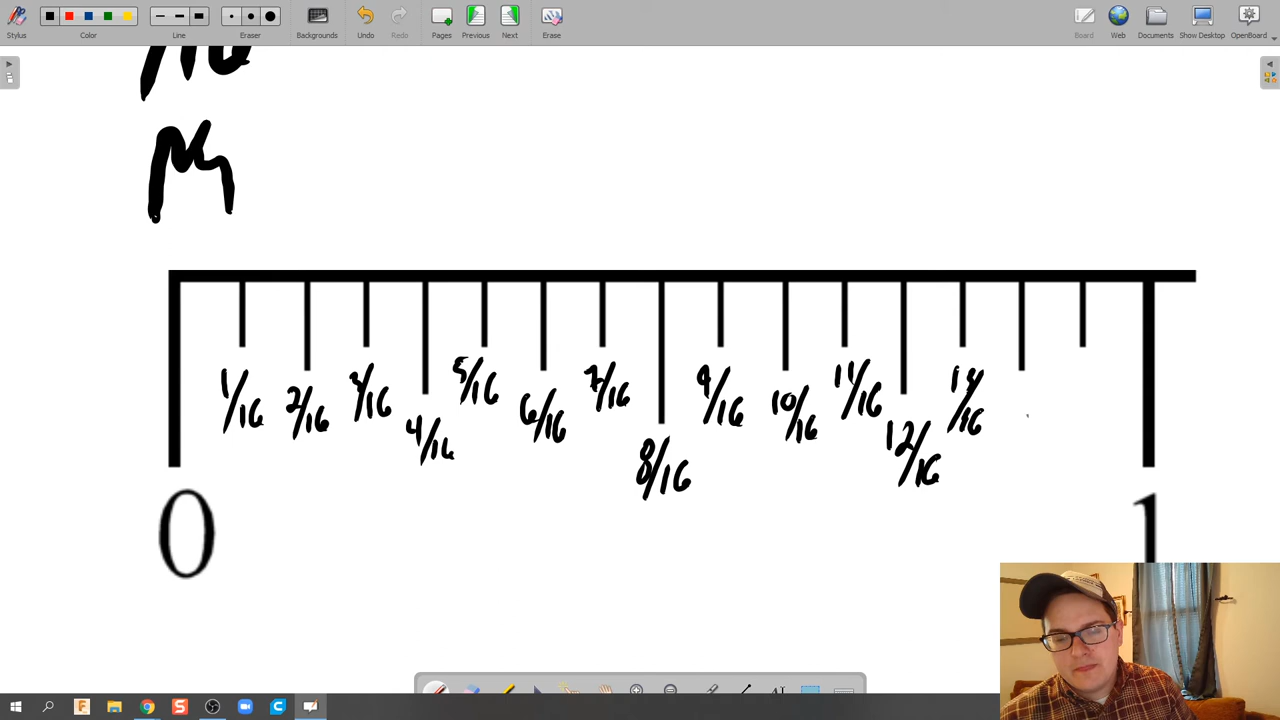 Stylus Color Line Eraser Backgrounds Undo Redo Pages Previous Next Erase Board Web Documents Show Desktop OpenBoard
1/16 2/16 3/16 4/16 5/16 6/16 7/16 8/16 9/16 10/16 11/16 12/16 13/16
0 1